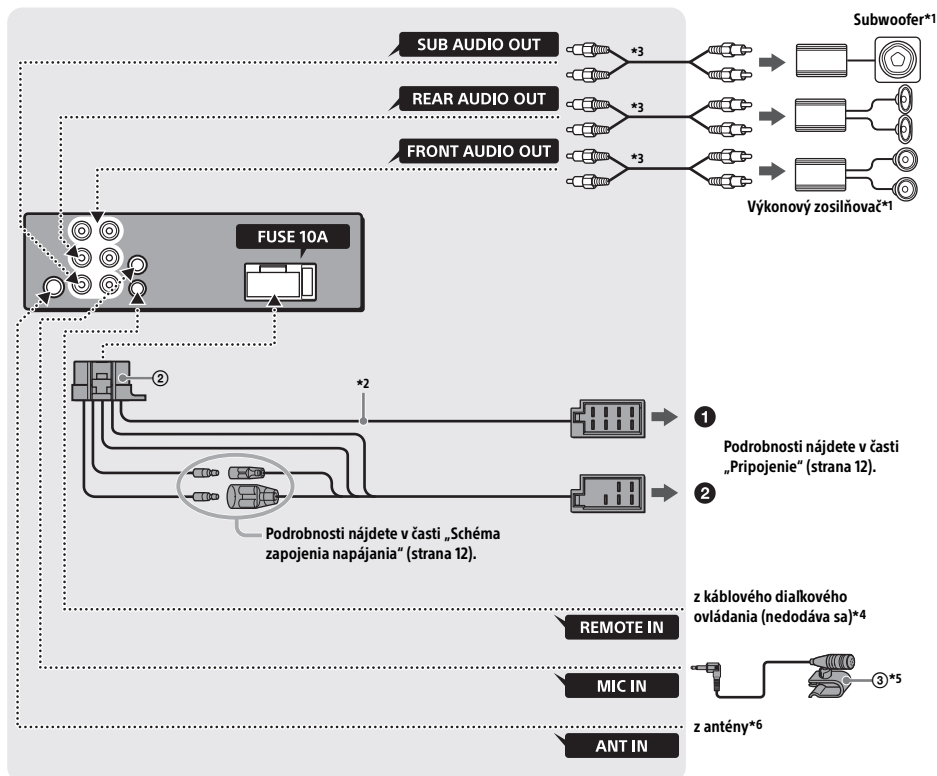 Subwoofer*1
SUB AUDIO OUT
*3
REAR AUDIO OUT
*3
FRONT AUDIO OUT
*3
Výkonový zosilňovač*1
FUSE 10A
②
*2
❶
Podrobnosti nájdete v časti
„Pripojenie“ (strana 12).
❷
Podrobnosti nájdete v časti „Schéma
zapojenia napájania“ (strana 12).
z káblového diaľkového
ovládania (nedodáva sa)*4
REMOTE IN
③*5
MIC IN
z antény*6
ANT IN